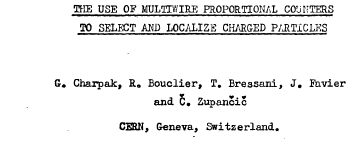 THE USE OF MULTIWIRE PROPORTIONAL COUNTERS
TO SELECT AND LOCALIZE CHARGED PARTICLES
G. Charpak, R. Bouclier, T. Bressani, J. Favier
and Č. Zupančič
CERN, Geneva, Switzerland.